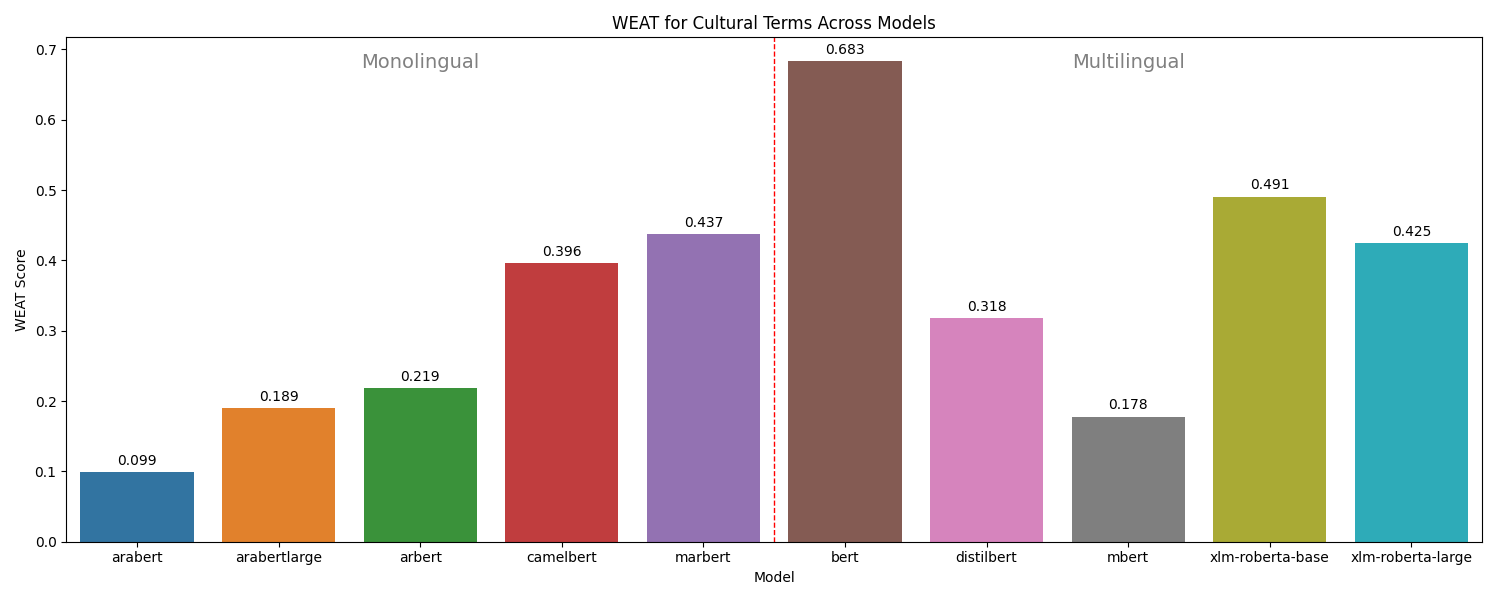 WEAT for Cultural Terms Across Models
Monolingual
Multilingual
WEAT Score
0.7
0.6
0.5
0.4
0.3
0.2
0.1
0.0
0.099
0.189
0.219
0.396
0.437
0.683
0.318
0.178
0.491
0.425
arabert
arabertlarge
arbert
camelbert
marbert
bert
distilbert
mbert
xlm-roberta-base
xlm-roberta-large
Model